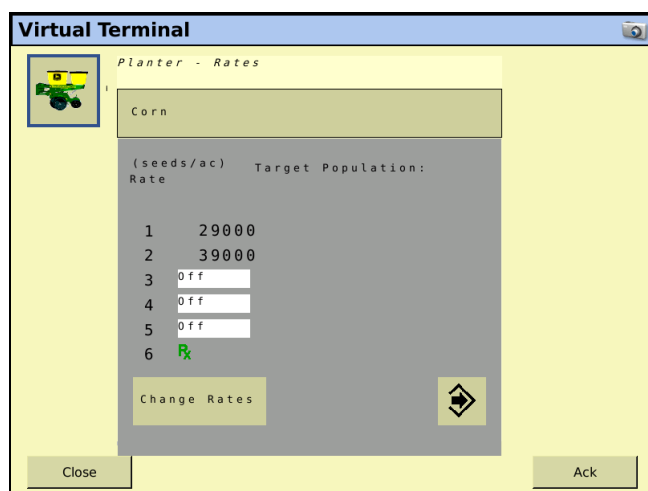 Virtual Terminal
Planter - Rates
Corn
(seeds/ac) Target Population:
Rate
1 29000
2 39000
3 Off
4 Off
5 Off
6 Rx
Change Rates
Close Ack